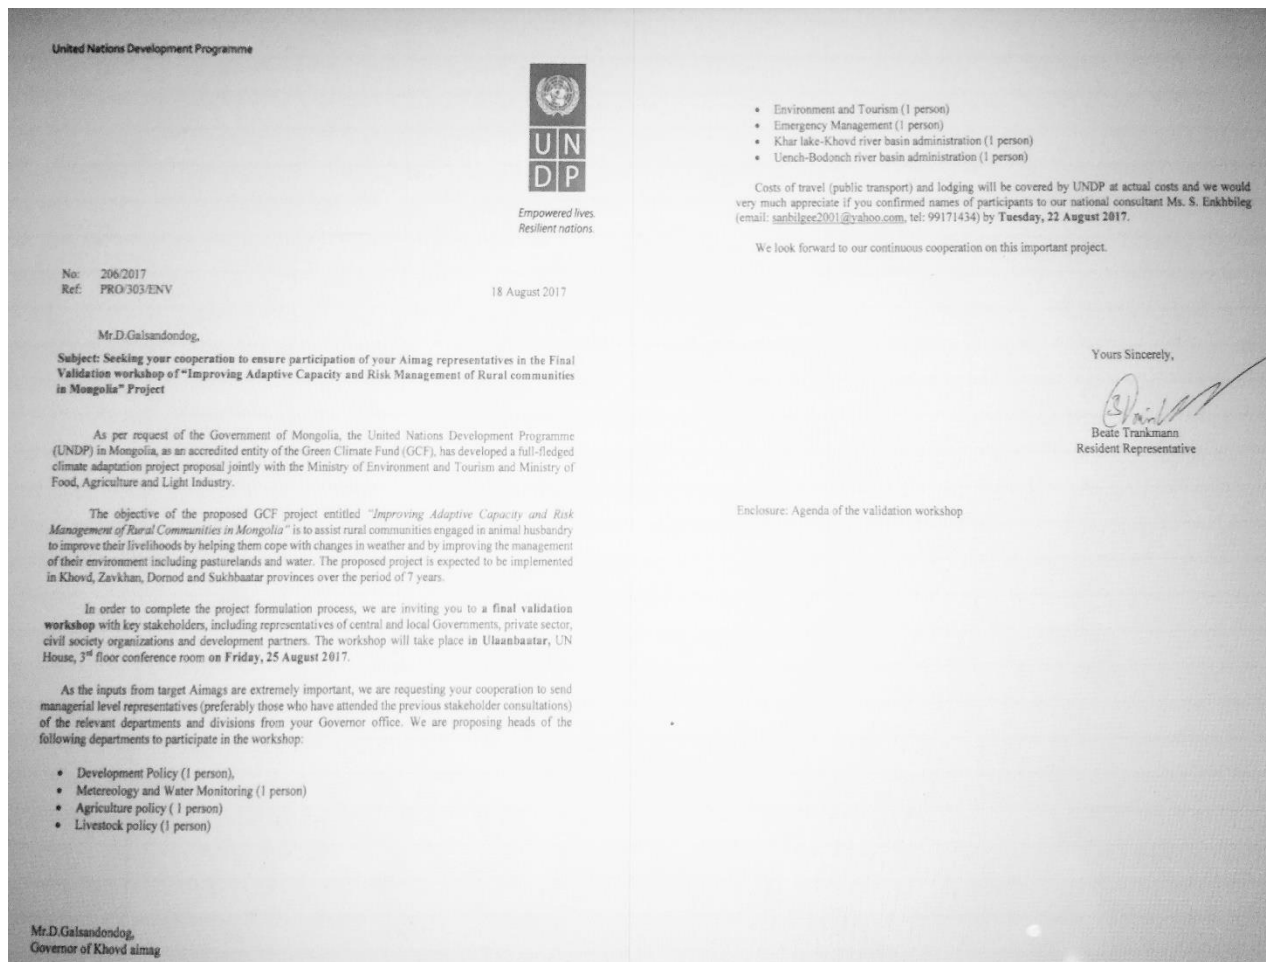 United Nations Development Programme
U N
D P
Empowered lives.
Resilient nations.
No: 206/2017
Ref: PRO/303/ENV
18 August 2017
Mr.D.Galsandondog,
Subject: Seeking your cooperation to ensure participation of your Aimag representatives in the Final
Validation workshop of "Improving Adaptive Capacity and Risk Management of Rural communities
in Mongolia" Project
As per request of the Government of Mongolia, the United Nations Development Programme
(UNDP) in Mongolia, as an accredited entity of the Green Climate Fund (GCF), has developed a full-fledged
climate adaptation project proposal jointly with the Ministry of Environment and Tourism and Ministry of
Food, Agriculture and Light Industry.
The objective of the proposed GCF project entitled "Improving Adaptive Capacity and Risk
Management of Rural Communities in Mongolia" is to assist rural communities engaged in animal husbandry
to improve their livelihoods by helping them cope with changes in weather and by improving the management
of their environment including pasturelands and water. The proposed project is expected to be implemented
in Khovd, Zavkhan, Dornod and Sukhbaatar provinces over the period of 7 years.
In order to complete the project formulation process, we are inviting you to a final validation
workshop with key stakeholders, including representatives of central and local Governments, private sector,
civil society organizations and development partners. The workshop will take place in Ulaanbaatar, UN
House, 3rd floor conference room on Friday, 25 August 2017.
As the inputs from target Aimags are extremely important, we are requesting your cooperation to send
managerial level representatives (preferably those who have attended the previous stakeholder consultations)
of the relevant departments and divisions from your Governor office. We are proposing heads of the
following departments to participate in the workshop:
• Development Policy (1 person),
• Metereology and Water Monitoring (1 person)
• Agriculture policy ( 1 person)
• Livestock policy (1 person)
Mr.D.Galsandondog,
Governor of Khovd aimag
• Environment and Tourism (1 person)
• Emergency Management (1 person)
• Khar lake-Khovd river basin administration (1 person)
• Uench-Bodonch river basin administration (1 person)
Costs of travel (public transport) and lodging will be covered by UNDP at actual costs and we would
very much appreciate if you confirmed names of participants to our national consultant Ms. S. Enkhbileg
(email: sanbilgee2001@yahoo.com, tel: 99171434) by Tuesday, 22 August 2017.
We look forward to our continuous cooperation on this important project.
Yours Sincerely,
Beate Trankmann
Resident Representative
Enclosure: Agenda of the validation workshop